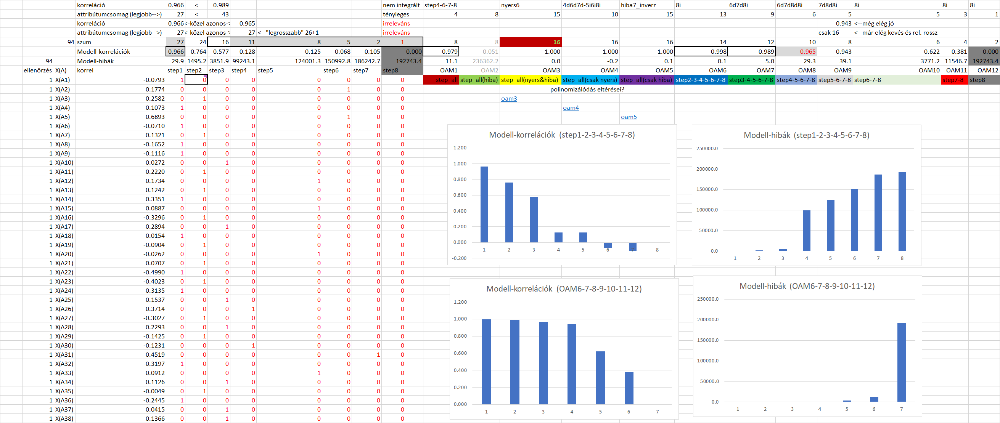 korreláció 0.966 < 0.989 nem integrált step4-6-7-8 nyers6 4d6d7d-5i6i8i hiba7_inverz 8i 6d7d8i 6d7d8d8i 7d8d8i 8i 8i 8i
attribútumcsomag (legjobb-->) 27 < 43 tényleges 4 8 15 10 15 13 9 6 5 5 3 1
korreláció 0.966 <-közel azonos-> 0.965 irreleváns 0.943 <--még elég jó
attribútumcsomag (legjobb-->) 27 <-közel azonos-> 27 <--"legrosszabb" 26+1 irreleváns csak 16 <--már elég kevés és rel. rossz
94 szum 27 24 16 11 8 5 2 1 8 8 16 16 16 14 12 10 8 6 4 2
Modell-korrelációk 0.966 0.764 0.577 0.128 0.125 -0.068 -0.105 0.000 0.979 0.051 1.000 1.000 1.000 0.998 0.989 0.965 0.943 0.622 0.381 0.000
94 Modell-hibák 29.9 1495.2 3851.9 99243.1 124001.3 150992.8 186242.7 192743.4 11.1 236362.2 0.0 -0.2 0.1 0.1 5.0 29.3 39.1 3771.2 11546.7 192743.4
ellenőrzés X(A) korrel step1 step2 step3 step4 step5 step6 step7 step8 OAM1 OAM2 OAM3 OAM4 OAM5 OAM6 OAM7 OAM8 OAM9 OAM10 OAM11 OAM12
1 X(A1) -0.0793 1 0 0 0 0 0 0 0 step_all step_all(hiba) step_all(nyers&hiba) step_all(csak nyers) step_all(csak hiba) step2-3-4-5-6-7-8 step3-4-5-6-7-8 step4-5-6-7-8 step5-6-7-8 step6-7-8 step7-8 step8
1 X(A2) 0.1774 0 0 0 0 0 1 0 0 polinomizálódás eltérései?
1 X(A3) -0.2582 0 1 0 0 0 0 0 0 oam3
1 X(A4) -0.1073 1 0 0 0 0 0 0 0 oam4
1 X(A5) 0.6893 0 0 0 0 0 1 0 0 oam5
1 X(A6) -0.0710 1 0 0 0 0 0 0 0
1 X(A7) 0.1321 0 1 0 0 0 0 0 0
1 X(A8) -0.1652 1 0 0 0 0 0 0 0
1 X(A9) -0.1116 1 0 0 0 0 0 0 0
1 X(A10) -0.0272 0 0 1 0 0 0 0 0
1 X(A11) 0.2220 0 1 0 0 0 0 0 0
1 X(A12) 0.1734 0 0 0 0 1 0 0 0
1 X(A13) 0.1242 0 1 0 0 0 0 0 0
1 X(A14) 0.3351 1 0 0 0 0 0 0 0
1 X(A15) 0.0887 0 0 0 0 1 0 0 0
1 X(A16) -0.3296 0 1 0 0 0 0 0 0
1 X(A17) -0.2894 0 0 1 0 0 0 0 0
1 X(A18) -0.0154 1 0 0 0 0 0 0 0
1 X(A19) -0.0904 0 1 0 0 0 0 0 0
1 X(A20) -0.0262 0 0 0 0 1 0 0 0
1 X(A21) 0.0707 0 1 0 0 0 0 0 0
1 X(A22) -0.4990 1 0 0 0 0 0 0 0
1 X(A23) -0.4023 0 1 0 0 0 0 0 0
1 X(A24) -0.3135 1 0 0 0 0 0 0 0
1 X(A25) -0.1537 0 0 1 0 0 0 0 0
1 X(A26) 0.3714 0 0 0 1 0 0 0 0
1 X(A27) -0.3027 0 1 0 0 0 0 0 0
1 X(A28) 0.2293 0 0 1 0 0 0 0 0
1 X(A29) -0.1425 0 1 0 0 0 0 0 0
1 X(A30) -0.1231 0 0 0 1 0 0 0 0
1 X(A31) 0.4519 0 0 0 0 0 0 1 0
1 X(A32) -0.3197 1 0 0 0 0 0 0 0
1 X(A33) 0.0912 0 0 0 0 1 0 0 0
1 X(A34) 0.1126 0 0 1 0 0 0 0 0
1 X(A35) -0.0049 0 1 0 0 0 0 0 0
1 X(A36) -0.2445 1 0 0 0 0 0 0 0
1 X(A37) 0.0415 0 0 1 0 0 0 0 0
1 X(A38) 0.1366 0 0 1 0 0 0 0 0
Modell-korrelációk (step1-2-3-4-5-6-7-8)
1.200
1.000
0.800
0.600
0.400
0.200
0.000
-0.200
1 2 3 4 5 6 7 8
Modell-hibák (step1-2-3-4-5-6-7-8)
250000.0
200000.0
150000.0
100000.0
50000.0
0.0
1 2 3 4 5 6 7 8
Modell-korrelációk (OAM6-7-8-9-10-11-12)
1.200
1.000
0.800
0.600
0.400
0.200
0.000
1 2 3 4 5 6 7
Modell-hibák (OAM6-7-8-9-10-11-12)
250000.0
200000.0
150000.0
100000.0
50000.0
0.0
1 2 3 4 5 6 7